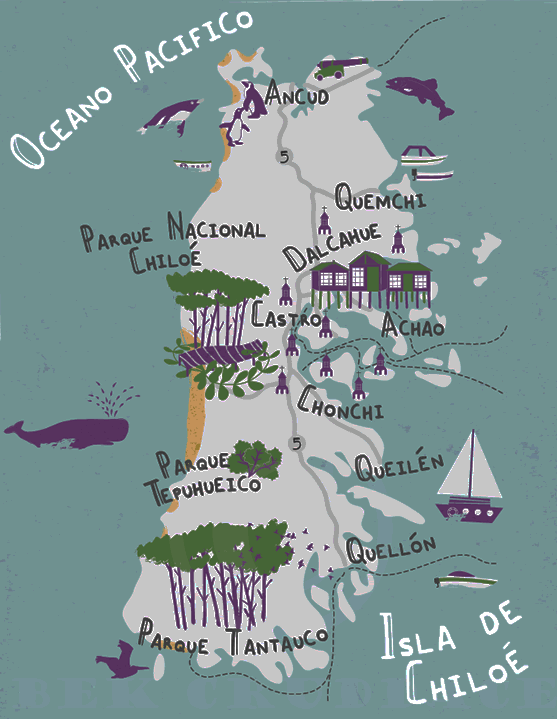 Oceano Pacifico
Ancud
5
Quemchi
Parque Nacional
Chiloé
Dalcahue
Castro
Achao
Chonchi
5
Parque
Tepuhueico
Queilén
Quellón
Parque Tantauco
Isla de
Chiloé